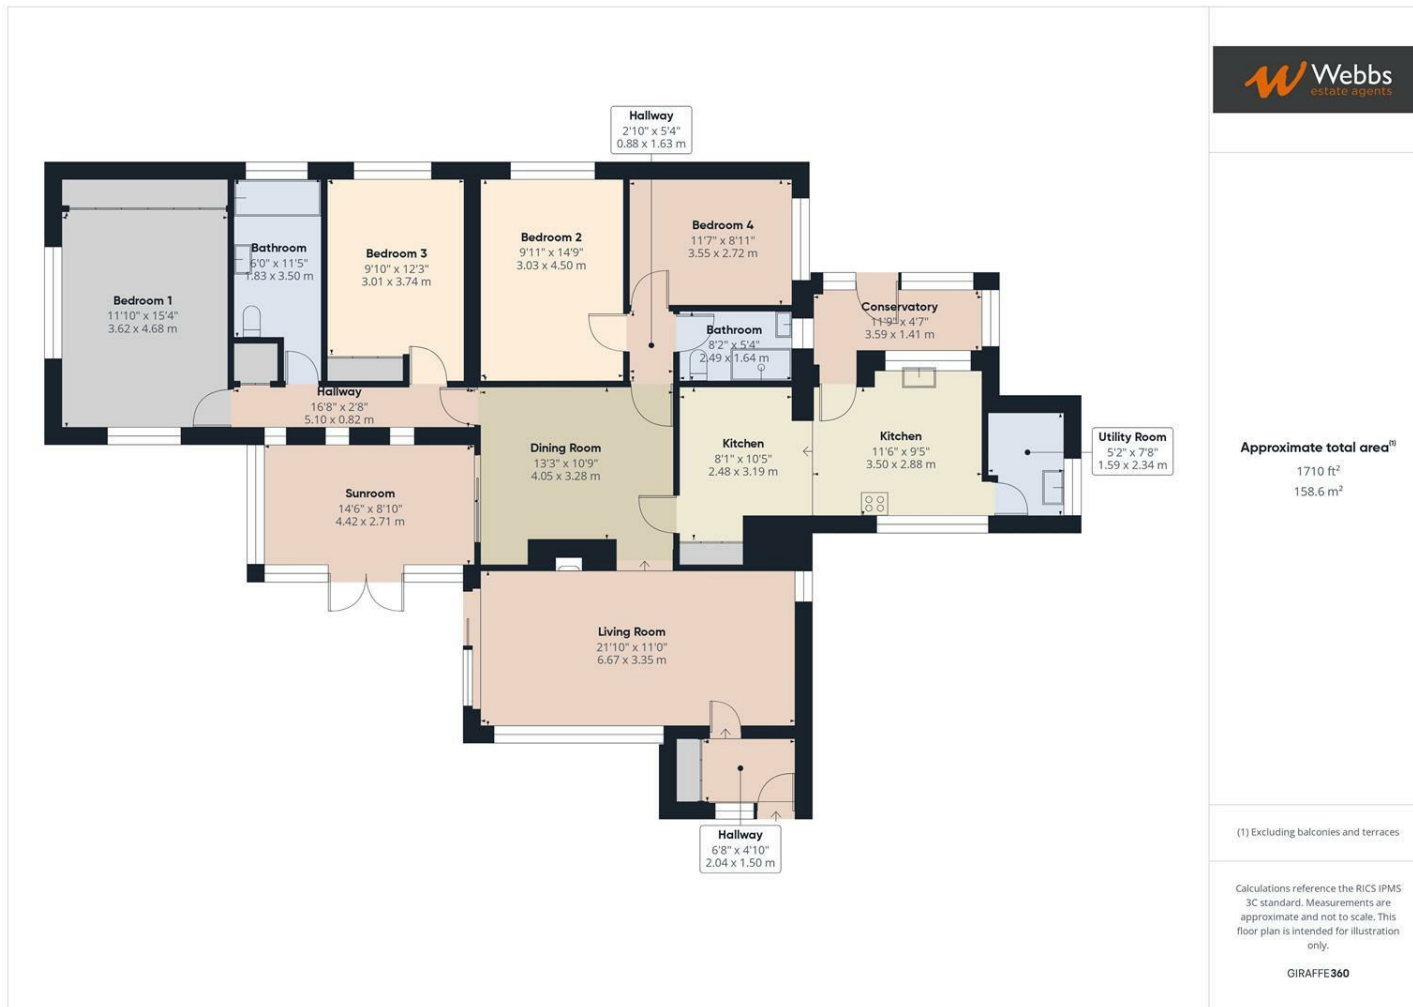 Webbs
estate agents
Hallway
2'10" x 5'4"
0.88 x 1.63 m
Bedroom 1
11'10" x 15'4"
3.62 x 4.68 m
Bathroom
6'0" x 11'5"
1.83 x 3.50 m
Bedroom 3
9'10" x 12'3"
3.01 x 3.74 m
Bedroom 2
9'11" x 14'9"
3.03 x 4.50 m
Bedroom 4
11'7" x 8'11"
3.55 x 2.72 m
Conservatory
11'9" x 4'7"
3.59 x 1.41 m
Bathroom
8'2" x 5'4"
2.49 x 1.64 m
Hallway
16'8" x 2'8"
5.10 x 0.82 m
Dining Room
13'3" x 10'9"
4.05 x 3.28 m
Kitchen
8'1" x 10'5"
2.48 x 3.19 m
Kitchen
11'6" x 9'5"
3.50 x 2.88 m
Utility Room
5'2" x 7'8"
1.59 x 2.34 m
Sunroom
14'6" x 8'10"
4.42 x 2.71 m
Living Room
21'10" x 11'0"
6.67 x 3.35 m
Hallway
6'8" x 4'10"
2.04 x 1.50 m
Approximate total area⁽¹⁾
1710 ft²
158.6 m²
(1) Excluding balconies and terraces
Calculations reference the RICS IPMS
3C standard. Measurements are
approximate and not to scale. This
floor plan is intended for illustration
only.
GIRAFFE360